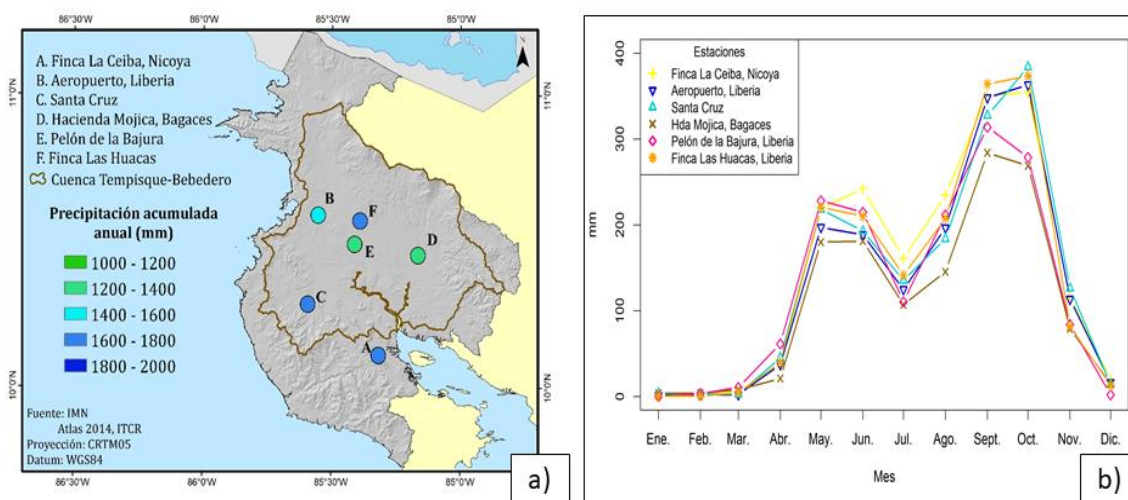 86°30'W 86°0'W 85°30'W 85°0'W
A. Finca La Ceiba, Nicoya
B. Aeropuerto, Liberia
C. Santa Cruz
D. Hacienda Mojica, Bagaces
E. Pelón de la Bajura
F. Finca Las Huacas
Cuenca Tempisque-Bebedero
Precipitación acumulada
anual (mm)
1000 - 1200
1200 - 1400
1400 - 1600
1600 - 1800
1800 - 2000
Fuente: IMN
Atlas 2014, ITCR
Proyección: CRTM05
Datum: WGS84
11°0'N
10°0'N
11°0'N
10°0'N
N
B
F
E
D
C
A
86°30'W 86°0'W 85°30'W 85°0'W
a)
Estaciones
Finca La Ceiba, Nicoya
Aeropuerto, Liberia
Santa Cruz
Hda Mojica, Bagaces
Pelón de la Bajura, Liberia
Finca Las Huacas, Liberia
400
300
200
100
0
mm
Ene. Feb. Mar. Abr. May. Jun. Jul. Ago. Sept. Oct. Nov. Dic.
Mes
b)